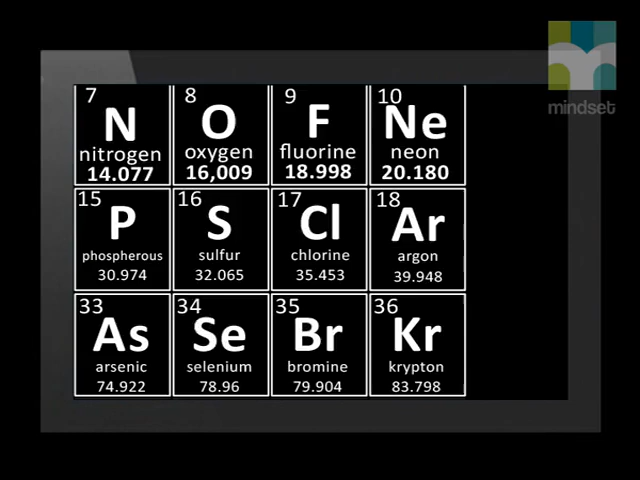 mindset
7 8 9 10
N O F Ne
nitrogen oxygen fluorine neon
14.077 16,009 18.998 20.180
15 16 17 18
P S Cl Ar
phospherous sulfur chlorine argon
30.974 32.065 35.453 39.948
33 34 35 36
As Se Br Kr
arsenic selenium bromine krypton
74.922 78.96 79.904 83.798